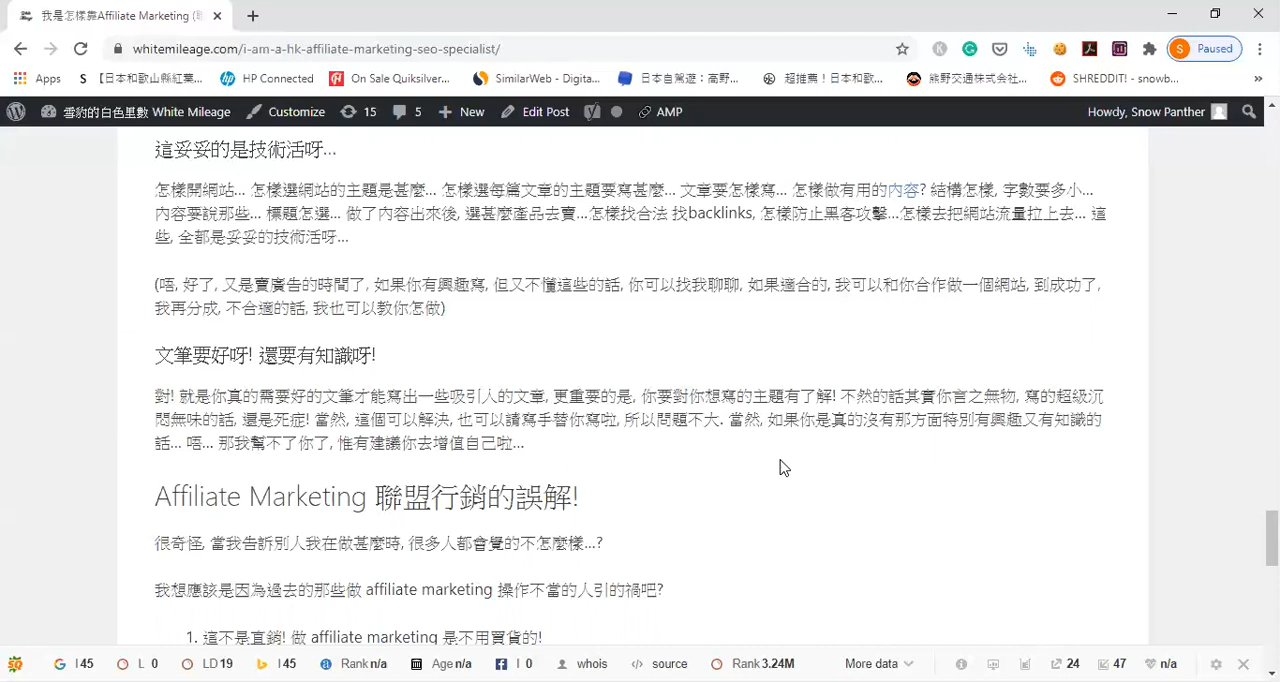 我是怎樣靠Affiliate Marketing (
whitemileage.com/i-am-a-hk-affiliate-marketing-seo-specialist/
S Paused
Apps
【日本和歌山縣紅葉...
HP Connected
On Sale Quiksilver...
SimilarWeb - Digita...
日本自駕遊：高野...
超推薦！日本和歌...
熊野交通株式会社...
SHREDDIT! - snowb...
雪豹的白色里數 White Mileage Customize 15 5 New Edit Post AMP Howdy, Snow Panther
這妥妥的是技術活呀...
怎樣開網站... 怎樣選網站的主題是甚麼... 怎樣選每篇文章的主題要寫甚麼... 文章要怎樣寫... 怎樣做有用的內容? 結構怎樣, 字數要多小...
內容要說那些... 標題怎選... 做了內容出來後, 選甚麼產品去賣...怎樣找合法 找backlinks, 怎樣防止黑客攻擊...怎樣去把網站流量拉上去... 這
些, 全都是妥妥的技術活呀...
(唔, 好了, 又是賣廣告的時間了, 如果你有興趣寫, 但又不懂這些的話, 你可以找我聊聊, 如果適合的, 我可以和你合作做一個網站, 到成功了,
我再分成, 不合適的話, 我也可以教你怎做)
文筆要好呀! 還要有知識呀!
對! 就是你真的需要好的文筆才能寫出一些吸引人的文章, 更重要的是, 你要對你想寫的主題有了解! 不然的話其實你言之無物, 寫的超級沉
悶無味的話, 還是死症! 當然, 這個可以解決, 也可以請寫手替你寫啦, 所以問題不大. 當然, 如果你是真的沒有那方面特別有興趣又有知識的
話... 唔... 那我幫不了你了, 惟有建議你去增值自己啦...
Affiliate Marketing 聯盟行銷的誤解!
很奇怪, 當我告訴別人我在做甚麼時, 很多人都會覺的不怎麼樣...?
我想應該是因為過去的那些做 affiliate marketing 操作不當的人引的禍吧?
1. 這不是直銷! 做 affiliate marketing 是不用買貨的!
I 45 L 0 LD 19 I 45 Rank n/a Age n/a I 0 whois source Rank 3.24M More data 24 47 n/a